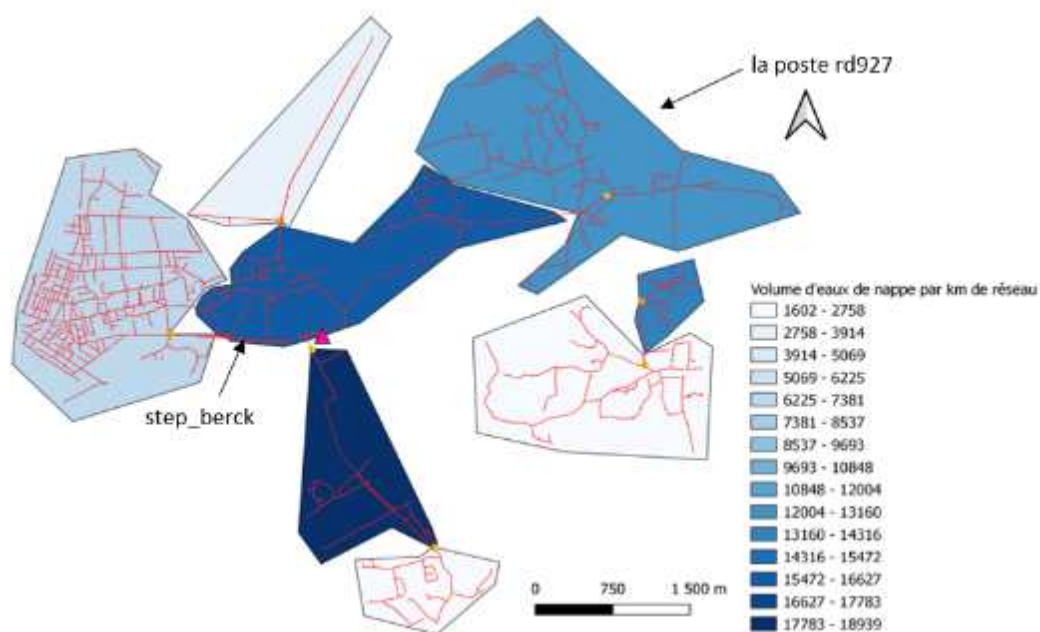 la poste rd927
step_berck
Volume d'eaux de nappe par km de réseau
1602 - 2758
2758 - 3914
3914 - 5069
5069 - 6225
6225 - 7381
7381 - 8537
8537 - 9693
9693 - 10848
10848 - 12004
12004 - 13160
13160 - 14316
14316 - 15472
15472 - 16627
16627 - 17783
17783 - 18939
0 750 1 500 m